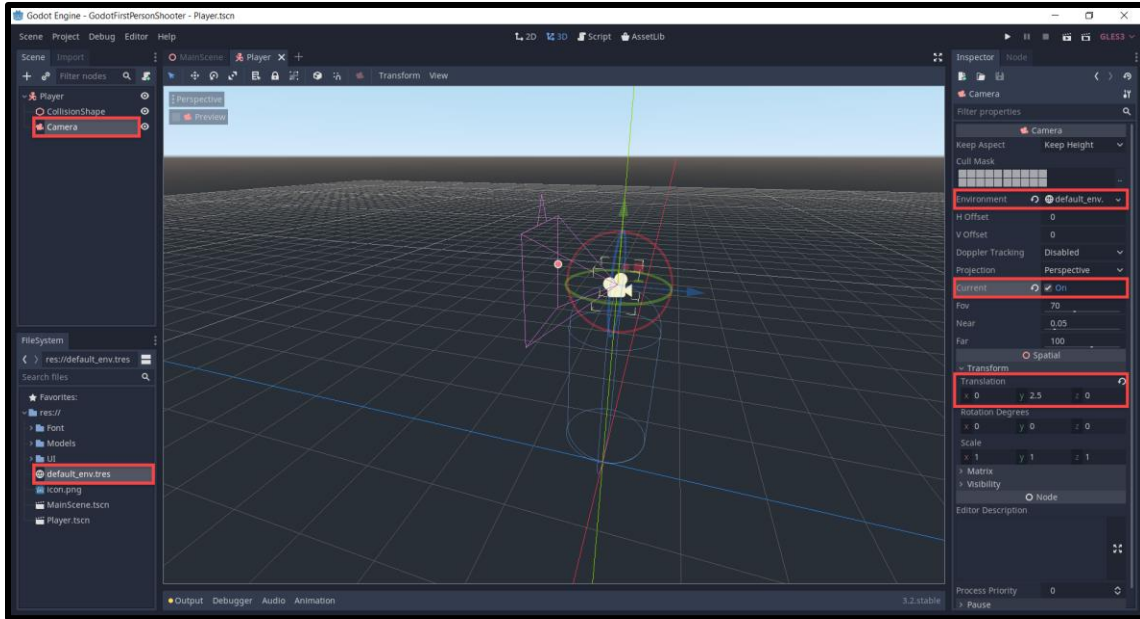 Godot Engine - GodotFirstPersonShooter - Player.tscn
Scene Project Debug Editor Help
2D 3D Script AssetLib
GLES3
Scene Import
Filter nodes
Player
CollisionShape
Camera
MainScene Player
Transform View
Perspective
Preview
FileSystem
res://default_env.tres
Search files
Favorites:
res://
Font
Models
UI
default_env.tres
icon.png
MainScene.tscn
Player.tscn
Output Debugger Audio Animation
3.2.stable
Inspector Node
Camera
Filter properties
Camera
Keep Aspect Keep Height
Cull Mask
Environment default_env.
H Offset 0
V Offset 0
Doppler Tracking Disabled
Projection Perspective
Current On
Fov 70
Near 0.05
Far 100
Spatial
Transform
Translation
x 0 y 2.5 z 0
Rotation Degrees
x 0 y 0 z 0
Scale
x 1 y 1 z 1
Matrix
Visibility
Node
Editor Description
Process Priority 0
Pause